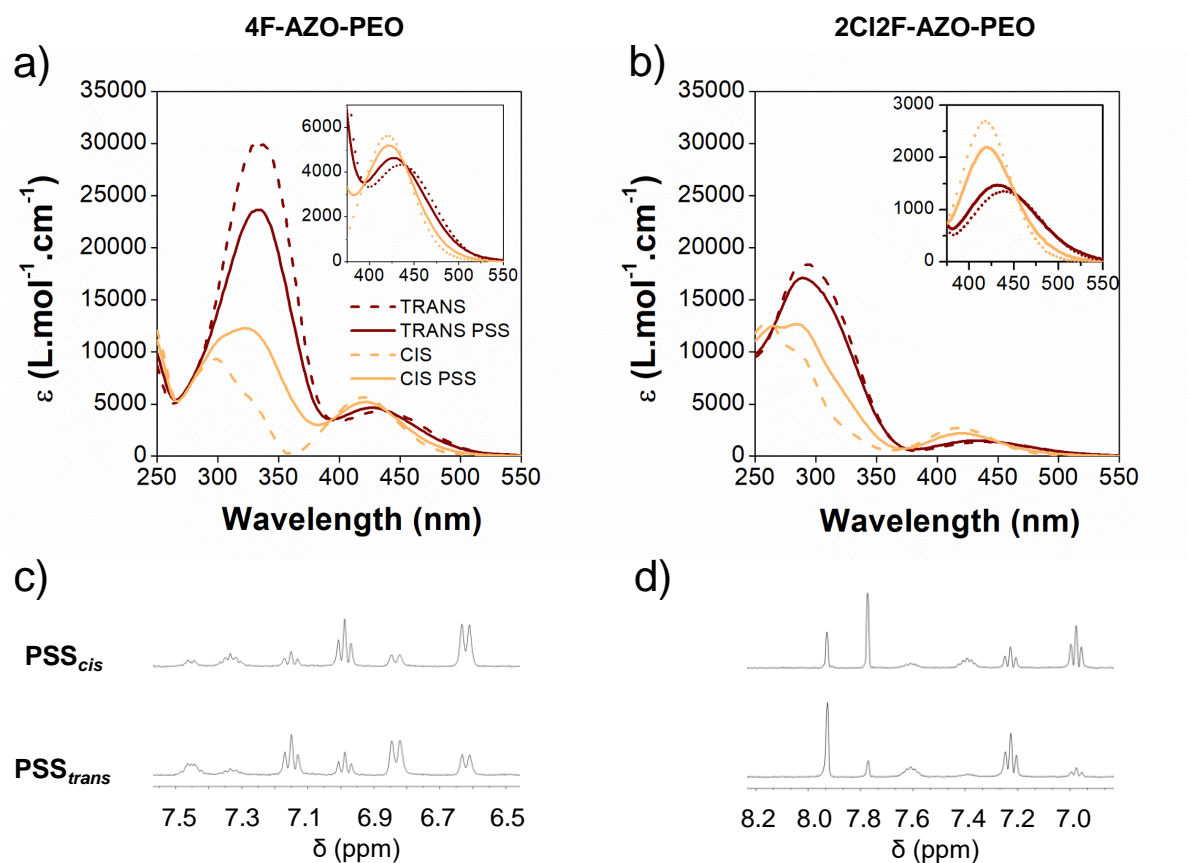 4F-AZO-PEO
2Cl2F-AZO-PEO
a)
35000
30000
25000
20000
15000
10000
5000
0
ε (L.mol⁻¹.cm⁻¹)
250 300 350 400 450 500 550
Wavelength (nm)
6000
4000
2000
0
400 450 500 550
TRANS
TRANS PSS
CIS
CIS PSS
b)
35000
30000
25000
20000
15000
10000
5000
0
ε (L.mol⁻¹.cm⁻¹)
250 300 350 400 450 500 550
Wavelength (nm)
3000
2000
1000
0
400 450 500 550
c)
PSScis
PSStrans
7.5 7.3 7.1 6.9 6.7 6.5
δ (ppm)
d)
8.2 8.0 7.8 7.6 7.4 7.2 7.0
δ (ppm)